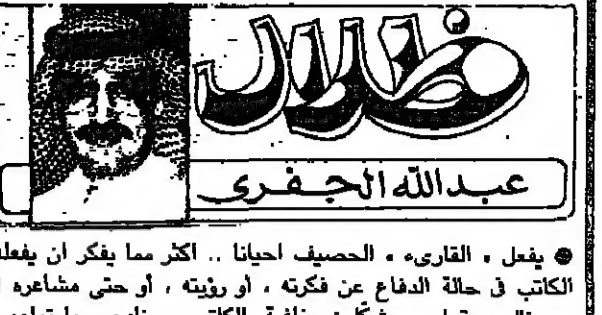 ظلال
عبدالله الجفري
● يفعل « القارىء » الحصيف احيانا .. اكثر مما يفكر ان يفعله
الكاتب في حالة الدفاع عن فكرته ، أو رؤيته ، أو حتى مشاعره